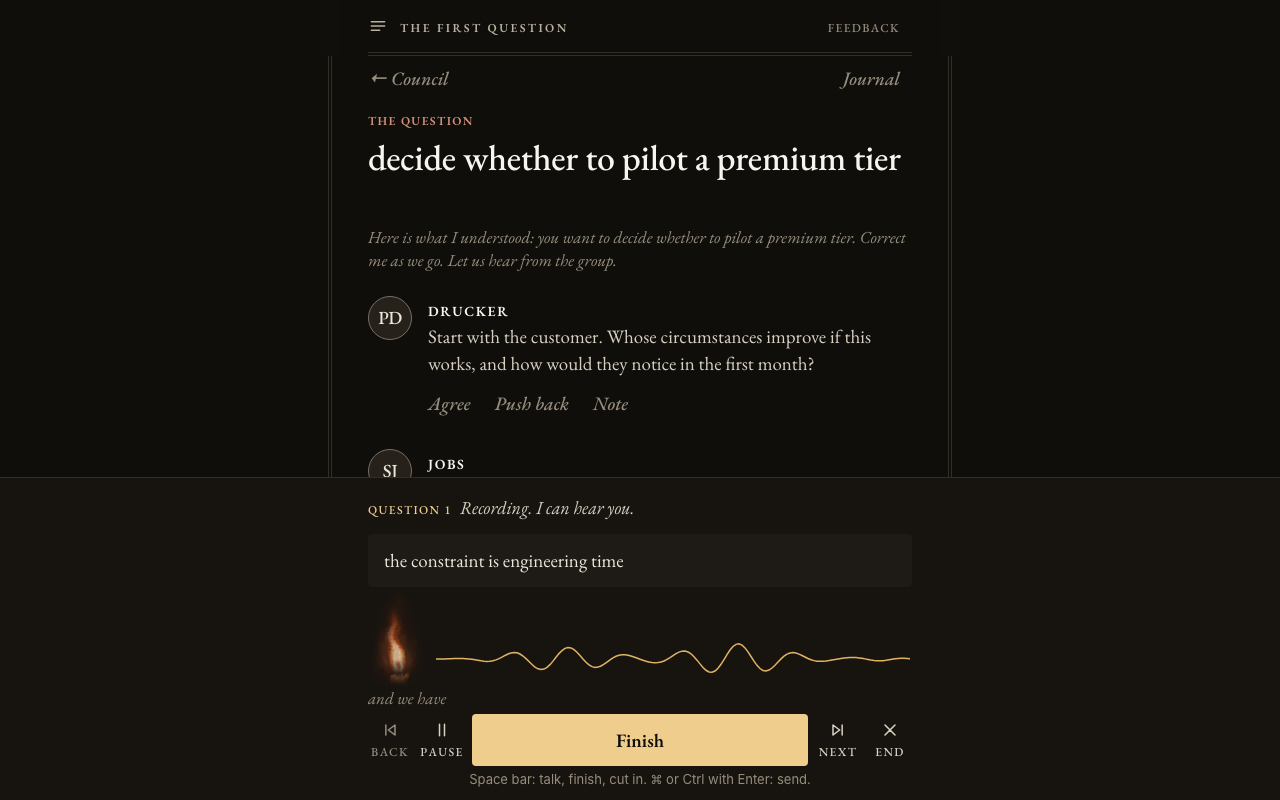 THE FIRST QUESTION
FEEDBACK
← Council
Journal
THE QUESTION
decide whether to pilot a premium tier
Here is what I understood: you want to decide whether to pilot a premium tier. Correct
me as we go. Let us hear from the group.
PD
DRUCKER
Start with the customer. Whose circumstances improve if this
works, and how would they notice in the first month?
Agree Push back Note
SJ
JOBS
QUESTION 1 Recording. I can hear you.
the constraint is engineering time
and we have
BACK
PAUSE
Finish
NEXT
END
Space bar: talk, finish, cut in. ⌘ or Ctrl with Enter: send.